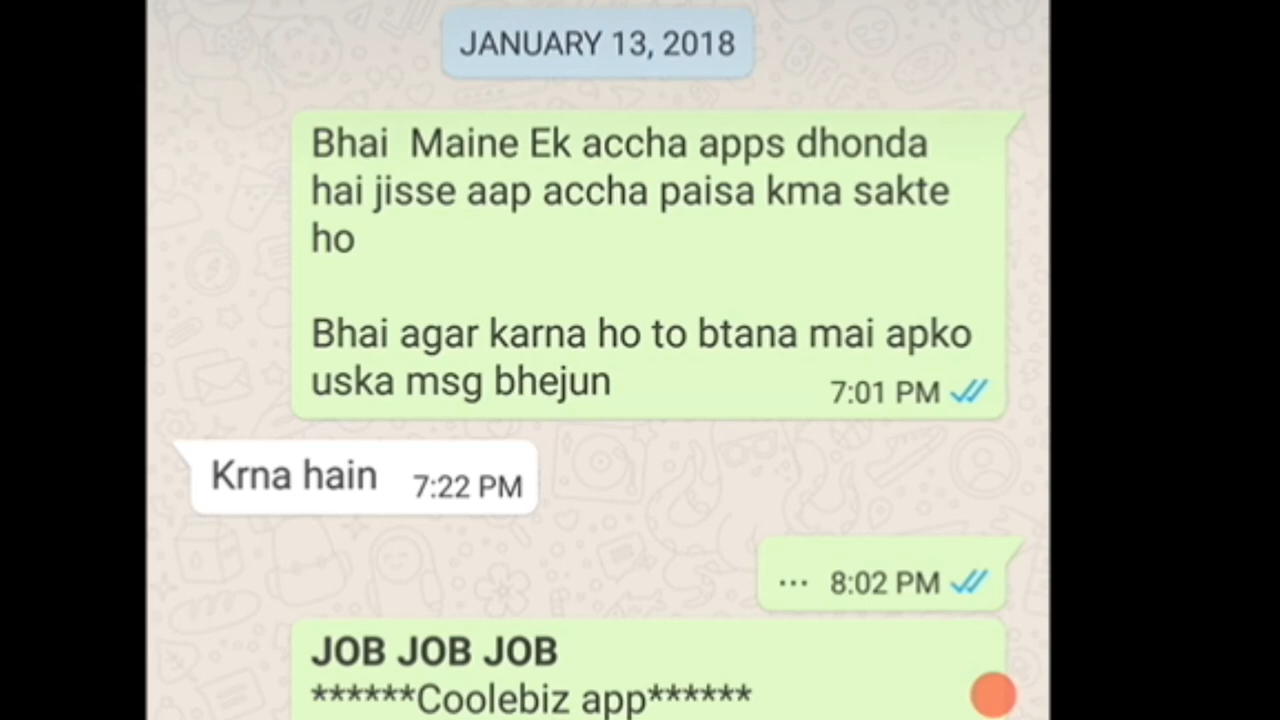 JANUARY 13, 2018
Bhai  Maine Ek accha apps dhonda
hai jisse aap accha paisa kma sakte
ho
Bhai agar karna ho to btana mai apko
uska msg bhejun 7:01 PM
Krna hain 7:22 PM
... 8:02 PM
JOB JOB JOB
******Coolebiz app******